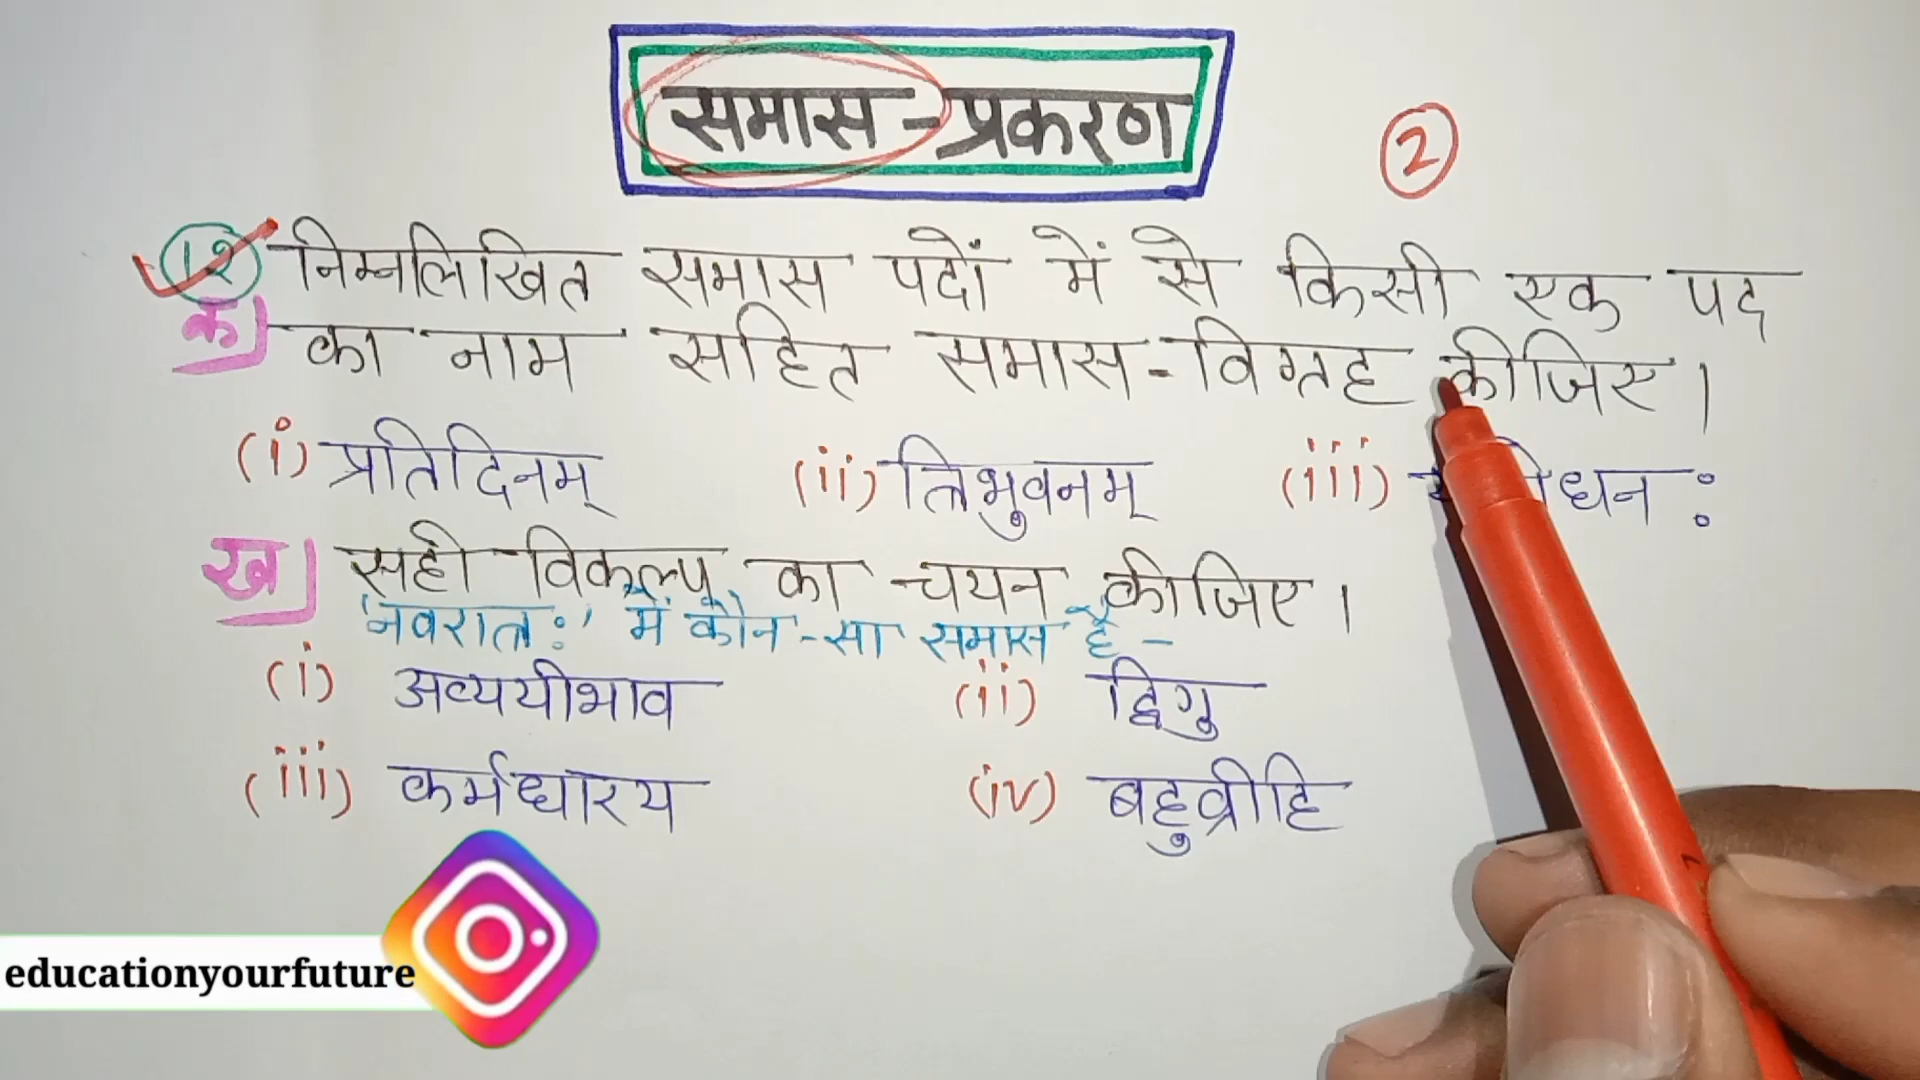 समास - प्रकरण
2
12 निम्नलिखित समास पदों में से किसी एक पद
क] का नाम सहित समास - विग्रह कीजिए।
(i) प्रतिदिनम् (ii) त्रिभुवनम् (iii)
ख] सही विकल्प का चयन कीजिए।
'नवरात्रः' में कौन-सा समास है -
(i) अव्ययीभाव (ii) द्विगु
(iii) कर्मधारय (iv) बहुव्रीहि
educationyourfuture